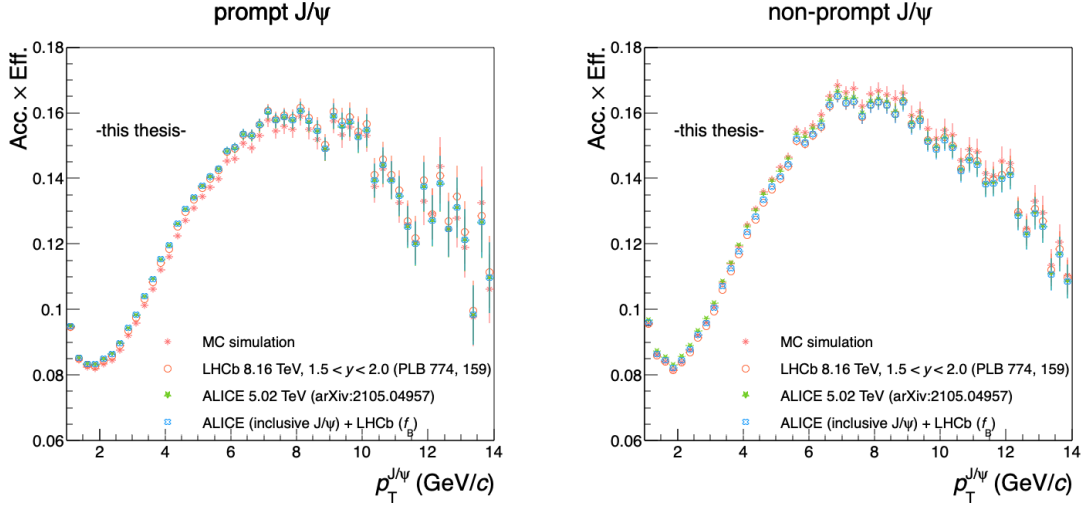 prompt J/ψ
Acc. × Eff.
0.18
0.16
0.14
0.12
0.1
0.08
0.06
-this thesis-
MC simulation
LHCb 8.16 TeV, 1.5 < y < 2.0 (PLB 774, 159)
ALICE 5.02 TeV (arXiv:2105.04957)
ALICE (inclusive J/ψ) + LHCb (f_B)
2 4 6 8 10 12 14
p_T^{J/ψ} (GeV/c)
non-prompt J/ψ
Acc. × Eff.
0.18
0.16
0.14
0.12
0.1
0.08
0.06
-this thesis-
MC simulation
LHCb 8.16 TeV, 1.5 < y < 2.0 (PLB 774, 159)
ALICE 5.02 TeV (arXiv:2105.04957)
ALICE (inclusive J/ψ) + LHCb (f_B)
2 4 6 8 10 12 14
p_T^{J/ψ} (GeV/c)